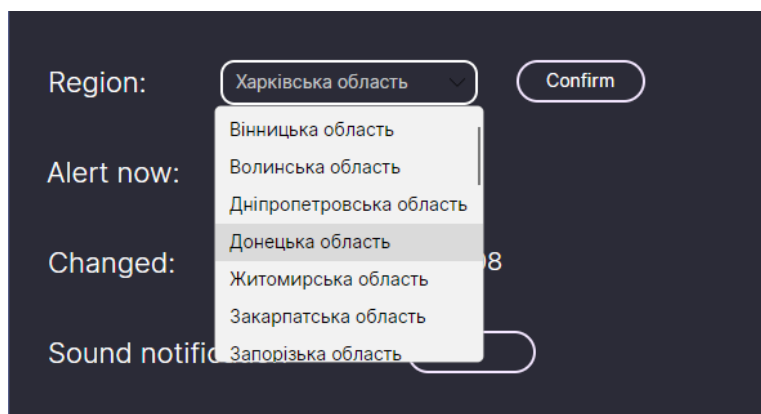 Region: Харківська область Confirm
Вінницька область
Волинська область
Alert now:
Дніпропетровська область
Донецька область
Changed: 08
Житомирська область
Закарпатська область
Sound notific Запорізька область